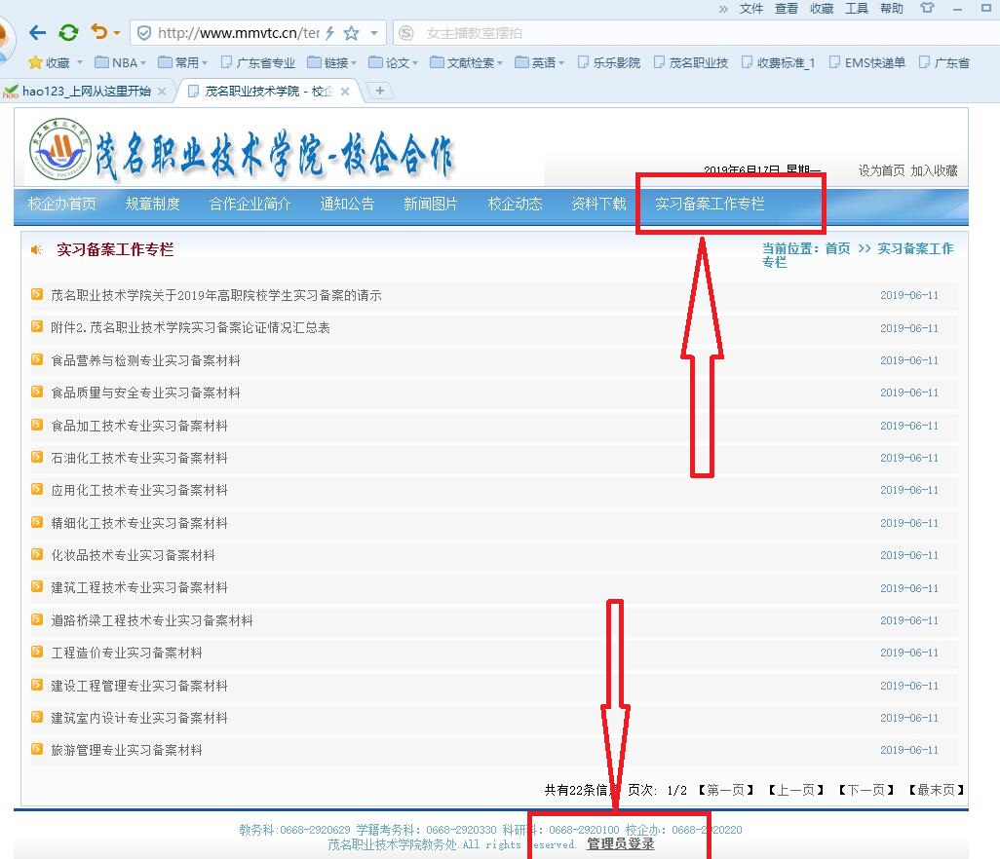 » 文件 查看 收藏 工具 帮助
http://www.mmvtc.cn/ter 女主播教室摆拍
收藏 NBA 常用 广东省专业 链接 论文 文献检索 英语 乐乐影院 茂名职业技 收费标准_1 EMS快递单 广东省
hao123_上网从这里开始 × 茂名职业技术学院 - 校企 × +
茂名职业技术学院-校企合作
2019年6月17日 星期一 设为首页 加入收藏
校企办首页 规章制度 合作企业简介 通知公告 新闻图片 校企动态 资料下载 实习备案工作专栏
实习备案工作专栏 当前位置: 首页 >> 实习备案工作
专栏
茂名职业技术学院关于2019年高职院校学生实习备案的请示 2019-06-11
附件2.茂名职业技术学院实习备案论证情况汇总表 2019-06-11
食品营养与检测专业实习备案材料 2019-06-11
食品质量与安全专业实习备案材料 2019-06-11
食品加工技术专业实习备案材料 2019-06-11
石油化工技术专业实习备案材料 2019-06-11
应用化工技术专业实习备案材料 2019-06-11
精细化工技术专业实习备案材料 2019-06-11
化妆品技术专业实习备案材料 2019-06-11
建筑工程技术专业实习备案材料 2019-06-11
道路桥梁工程技术专业实习备案材料 2019-06-11
工程造价专业实习备案材料 2019-06-11
建设工程管理专业实习备案材料 2019-06-11
建筑室内设计专业实习备案材料 2019-06-11
旅游管理专业实习备案材料 2019-06-11
共有22条信 页次: 1/2 【第一页】 【上一页】 【下一页】 【最末页】
教务科:0668-2920629 学籍考务科: 0668-2920330 科研科: 0668-2920100 校企办: 0668-2920220
茂名职业技术学院教务处.All rights reserved. 管理员登录